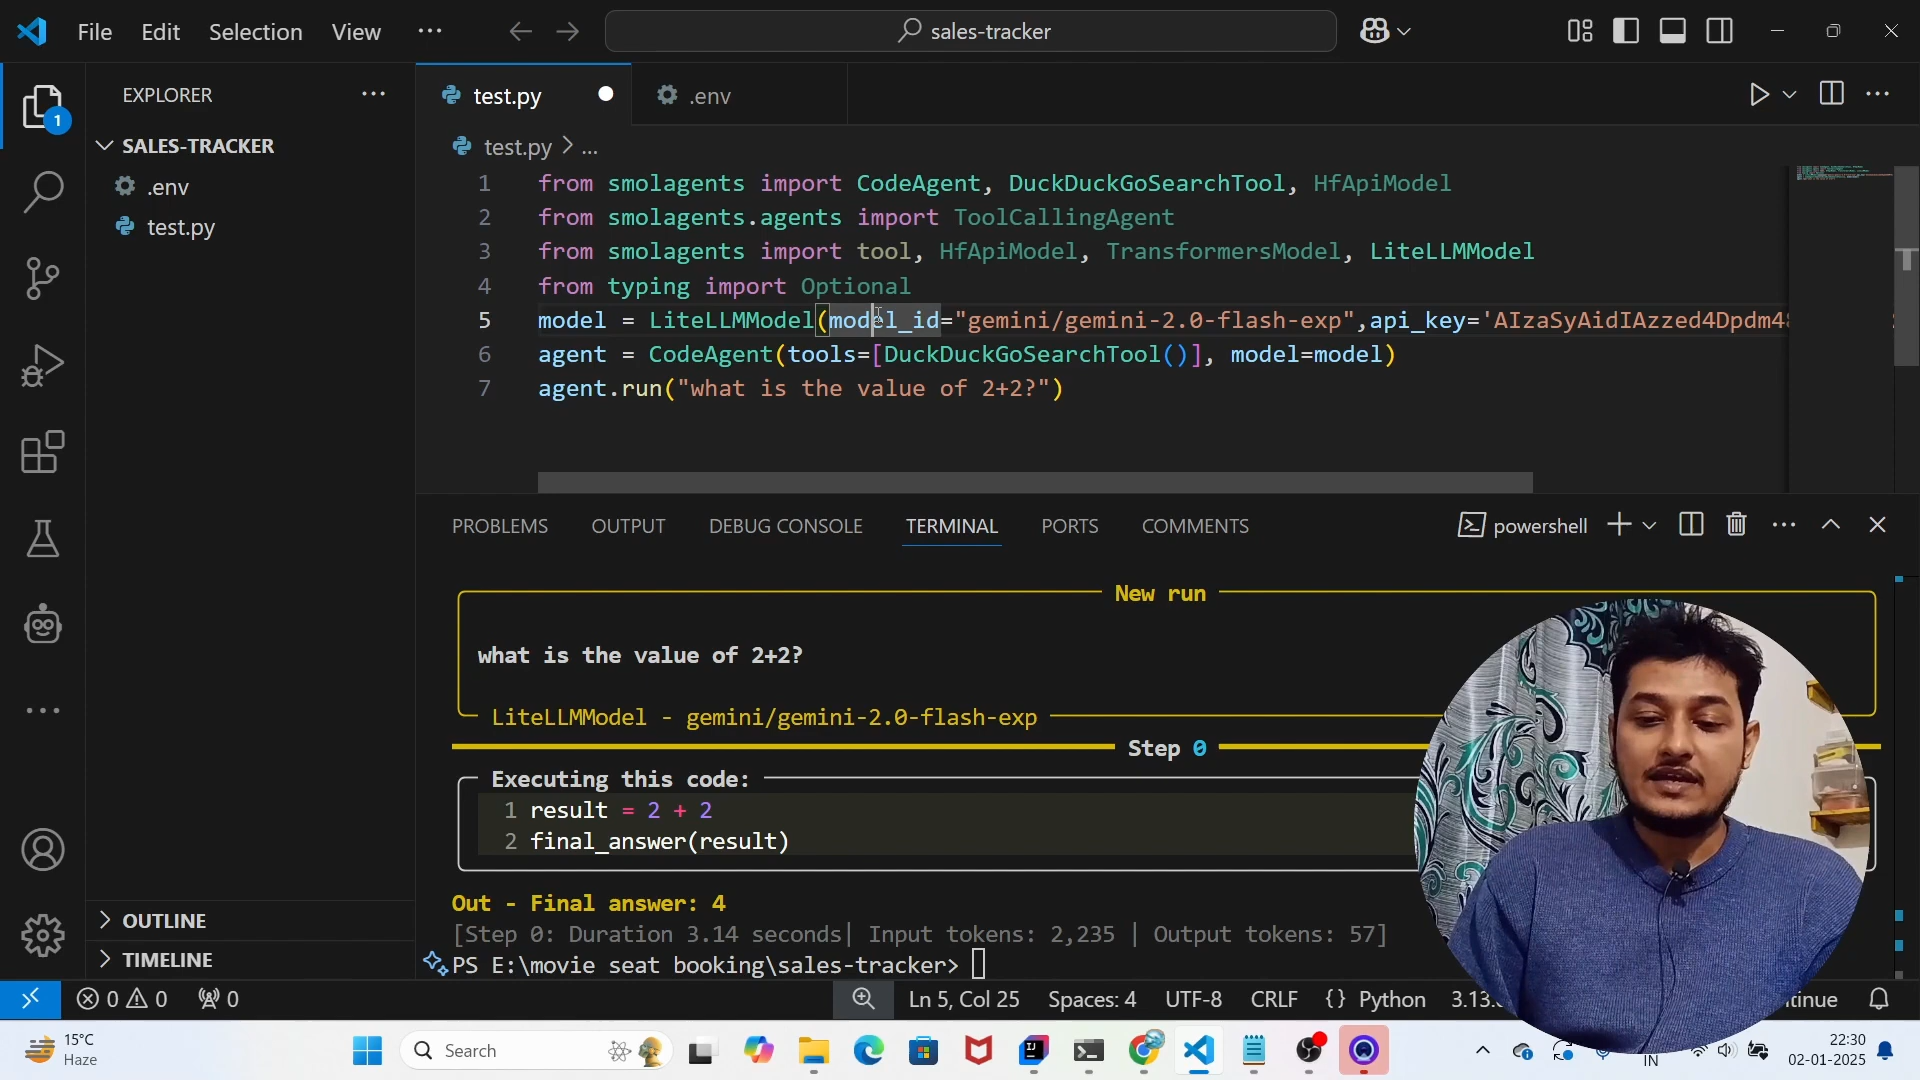 File Edit Selection View ... sales-tracker
EXPLORER
SALES-TRACKER
.env
test.py
OUTLINE
TIMELINE
1
test.py .env
test.py > ...
1 from smolagents import CodeAgent, DuckDuckGoSearchTool, HfApiModel
2 from smolagents.agents import ToolCallingAgent
3 from smolagents import tool, HfApiModel, TransformersModel, LiteLLMModel
4 from typing import Optional
5 model = LiteLLMModel(model_id="gemini/gemini-2.0-flash-exp",api_key='AIzaSyAidIAzzed4Dpdm4
6 agent = CodeAgent(tools=[DuckDuckGoSearchTool()], model=model)
7 agent.run("what is the value of 2+2?")
PROBLEMS OUTPUT DEBUG CONSOLE TERMINAL PORTS COMMENTS powershell
New run
what is the value of 2+2?
LiteLLMModel - gemini/gemini-2.0-flash-exp
Step 0
Executing this code:
1 result = 2 + 2
2 final_answer(result)
Out - Final answer: 4
[Step 0: Duration 3.14 seconds| Input tokens: 2,235 | Output tokens: 57]
PS E:\movie seat booking\sales-tracker>
0 0 0 Ln 5, Col 25 Spaces: 4 UTF-8 CRLF {} Python 3.13.
15°C
Haze
Search
IN
22:30
02-01-2025